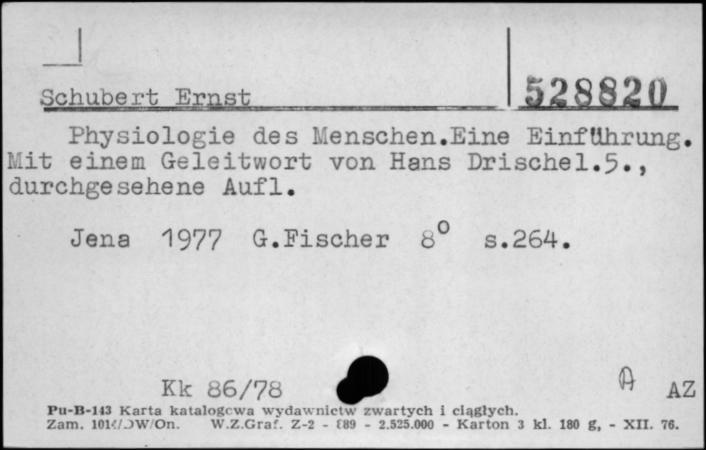 Schubert Ernst
528820
Physiologie des Menschen.Eine Einführung.
Mit einem Geleitwort von Hans Drischel.5.,
durchgesehene Aufl.
Jena 1977 G.Fischer 8° s.264.
Kk 86/78
A AZ
Pu-B-143 Karta katalogowa wydawnictw zwartych i ciągłych.
Zam. W.Z.Graf. Z-2 - 2.525.000 - Karton 3 kl. 180 g, - XII. 76.